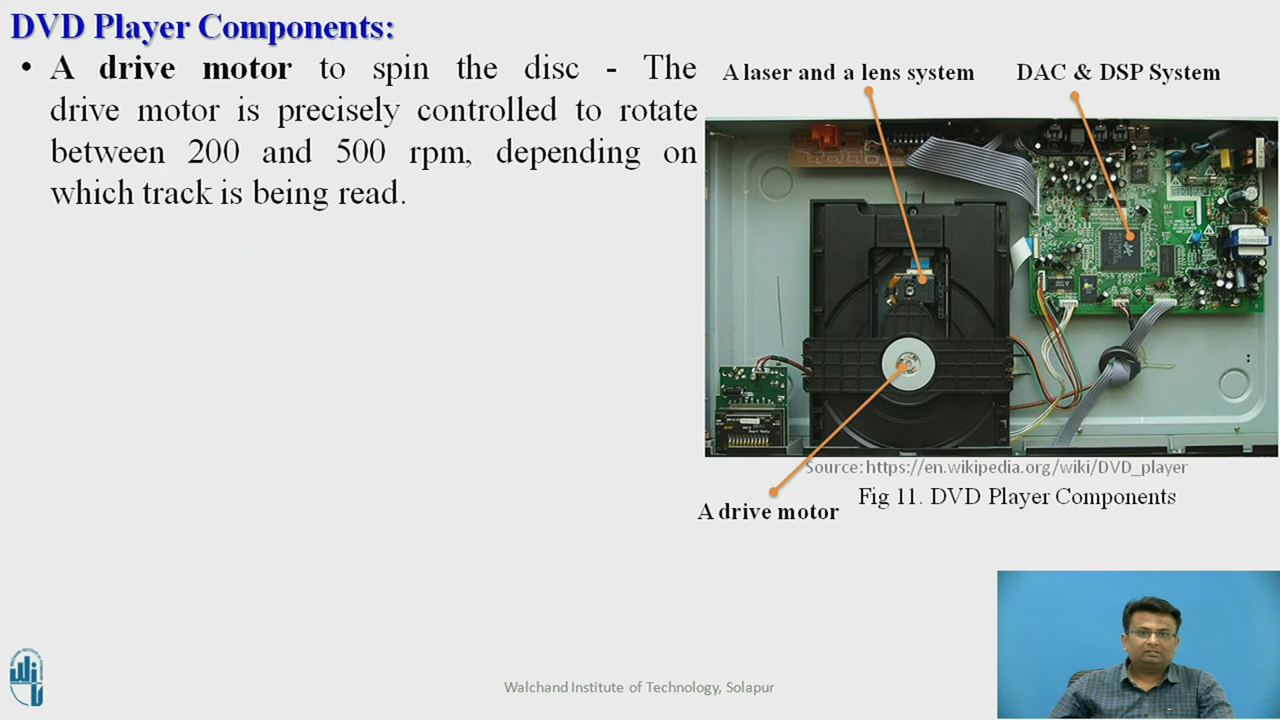 DVD Player Components:
• A drive motor to spin the disc - The
drive motor is precisely controlled to rotate
between 200 and 500 rpm, depending on
which track is being read.
A laser and a lens system
DAC & DSP System
Source: https://en.wikipedia.org/wiki/DVD_player
A drive motor
Fig 11. DVD Player Components
Walchand Institute of Technology, Solapur